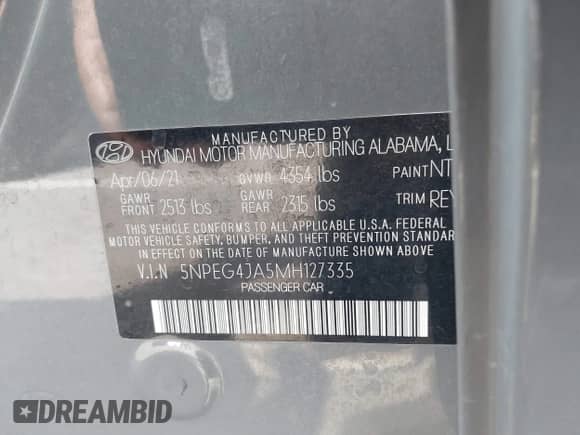 MANUFACTURED BY
HYUNDAI MOTOR MANUFACTURING ALABAMA, L
Apr/06/21 GVWR 4354 lbs PAINT NT
GAWR FRONT 2513 lbs GAWR REAR 2315 lbs TRIM REY
THIS VEHICLE CONFORMS TO ALL APPLICABLE U.S.A. FEDERAL
MOTOR VEHICLE SAFETY, BUMPER, AND THEFT PREVENTION STANDARDS
IN EFFECT ON THE DATE OF MANUFACTURE SHOWN ABOVE
V.I.N 5NPEG4JA5MH127335
PASSENGER CAR
DREAMBID